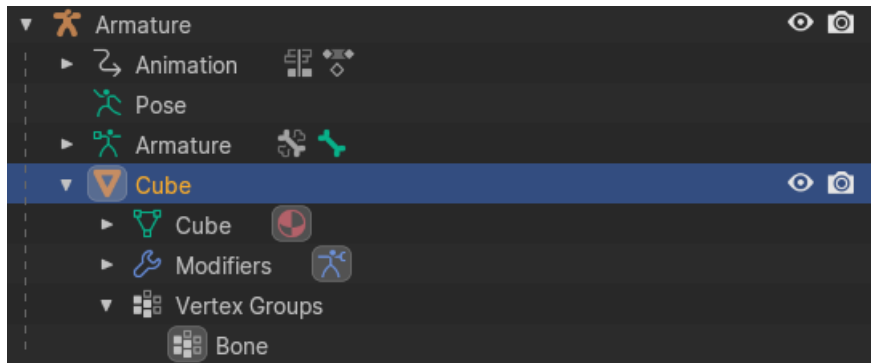 Armature
Animation
Pose
Armature
Cube
Cube
Modifiers
Vertex Groups
Bone